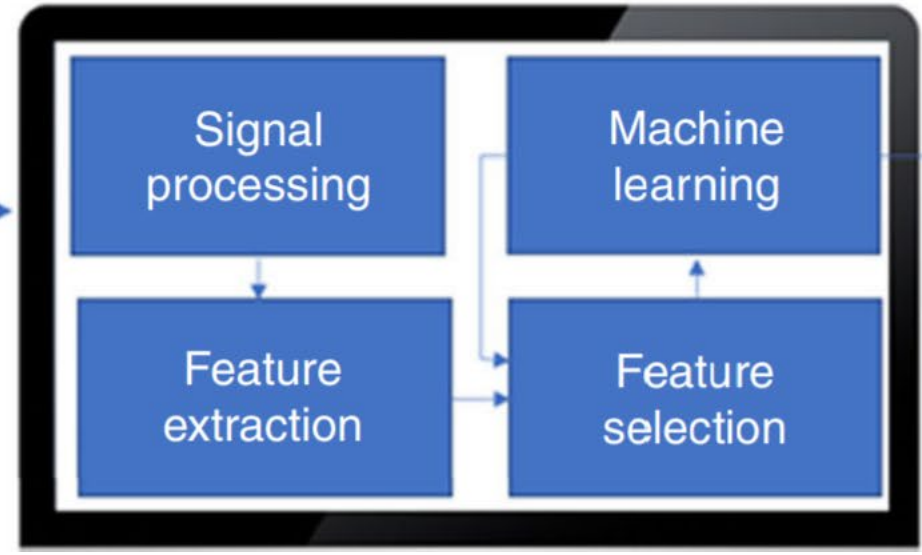 Signal
processing
Machine
learning
Feature
extraction
Feature
selection